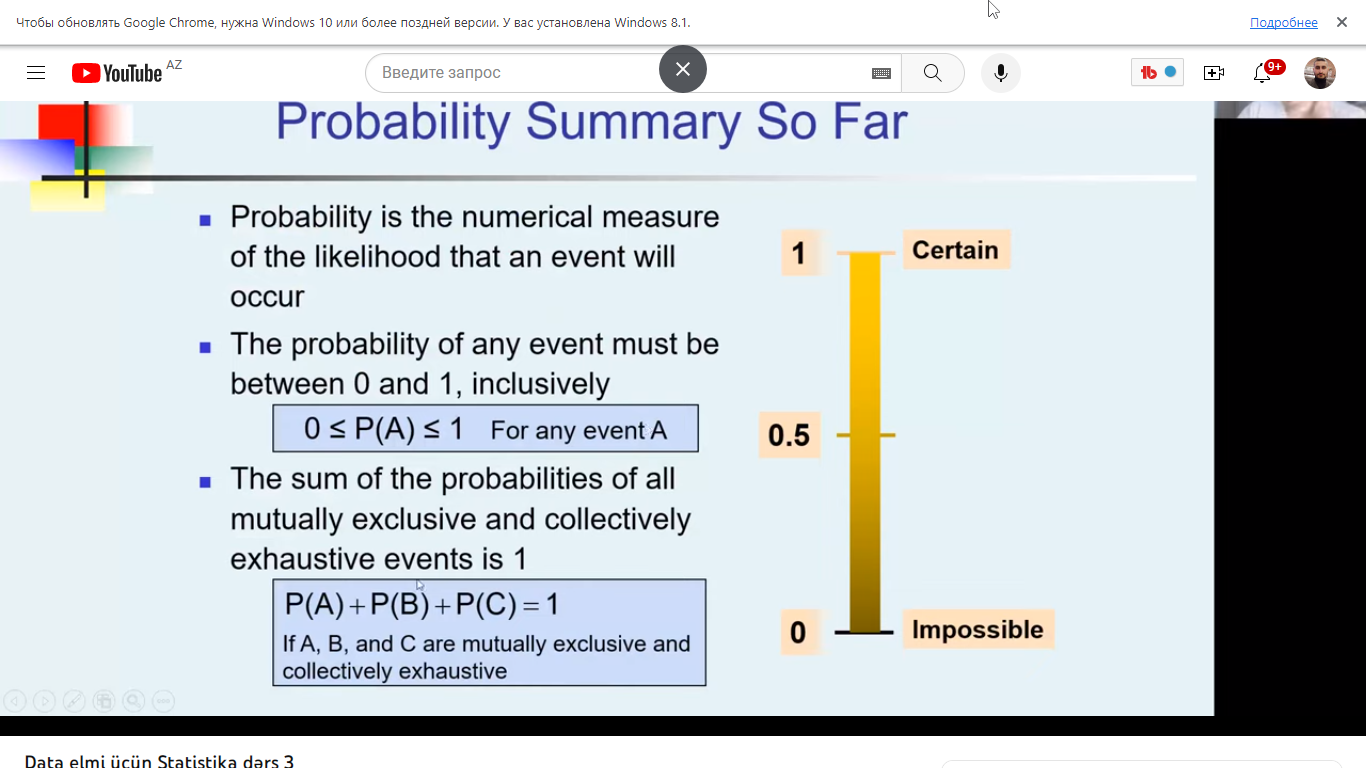 Чтобы обновлять Google Chrome, нужна Windows 10 или более поздней версии. У вас установлена Windows 8.1.
Подробнее
YouTube AZ
Введите запрос
9+
Probability Summary So Far
Probability is the numerical measure
of the likelihood that an event will
occur
The probability of any event must be
between 0 and 1, inclusively
0 ≤ P(A) ≤ 1 For any event A
The sum of the probabilities of all
mutually exclusive and collectively
exhaustive events is 1
P(A)+P(B)+P(C)=1
If A, B, and C are mutually exclusive and
collectively exhaustive
1
Certain
0.5
0
Impossible
Data elmi üçün Statistika dərs 3